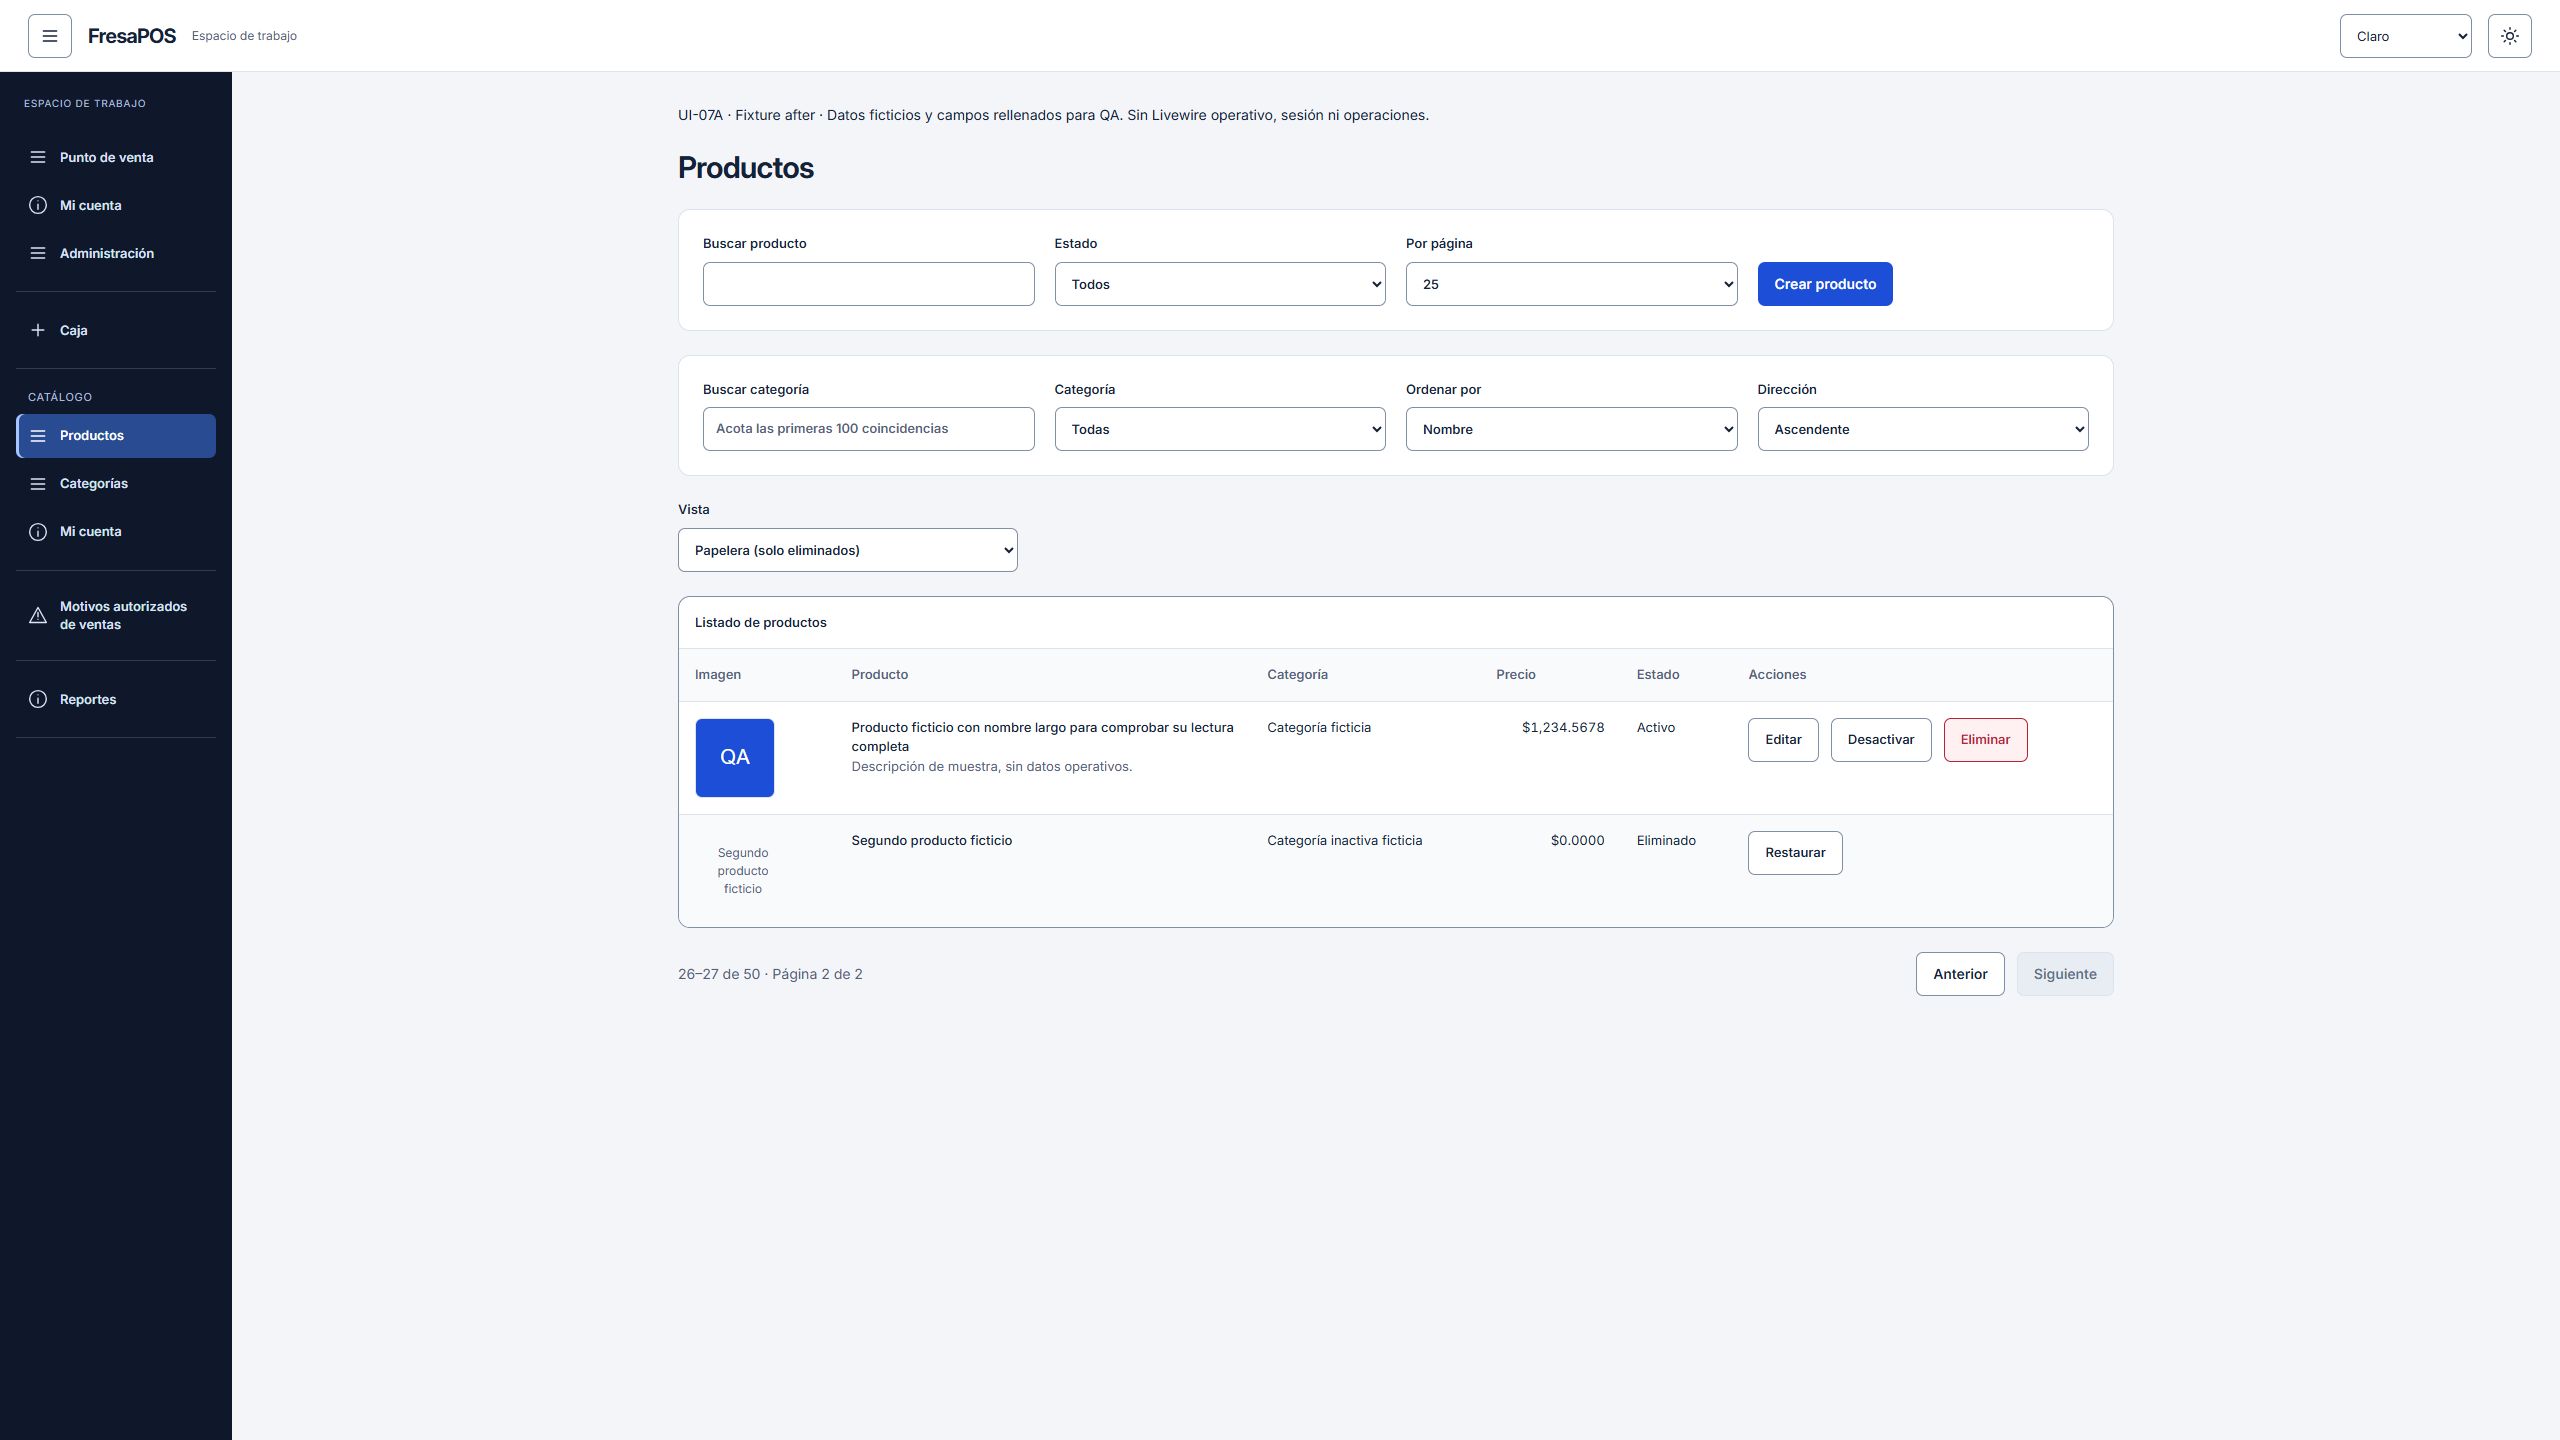 FresaPOS Espacio de trabajo
Claro
ESPACIO DE TRABAJO
Punto de venta
Mi cuenta
Administración
Caja
CATÁLOGO
Productos
Categorías
Mi cuenta
Motivos autorizados
de ventas
Reportes
UI-07A · Fixture after · Datos ficticios y campos rellenados para QA. Sin Livewire operativo, sesión ni operaciones.
Productos
Buscar producto Estado Por página
Todos 25 Crear producto
Buscar categoría Categoría Ordenar por Dirección
Acota las primeras 100 coincidencias Todas Nombre Ascendente
Vista
Papelera (solo eliminados)
Listado de productos
Imagen Producto Categoría Precio Estado Acciones
QA
Producto ficticio con nombre largo para comprobar su lectura
completa
Descripción de muestra, sin datos operativos.
Categoría ficticia $1,234.5678 Activo Editar Desactivar Eliminar
Segundo
producto
ficticio
Segundo producto ficticio Categoría inactiva ficticia $0.0000 Eliminado Restaurar
26–27 de 50 · Página 2 de 2 Anterior Siguiente